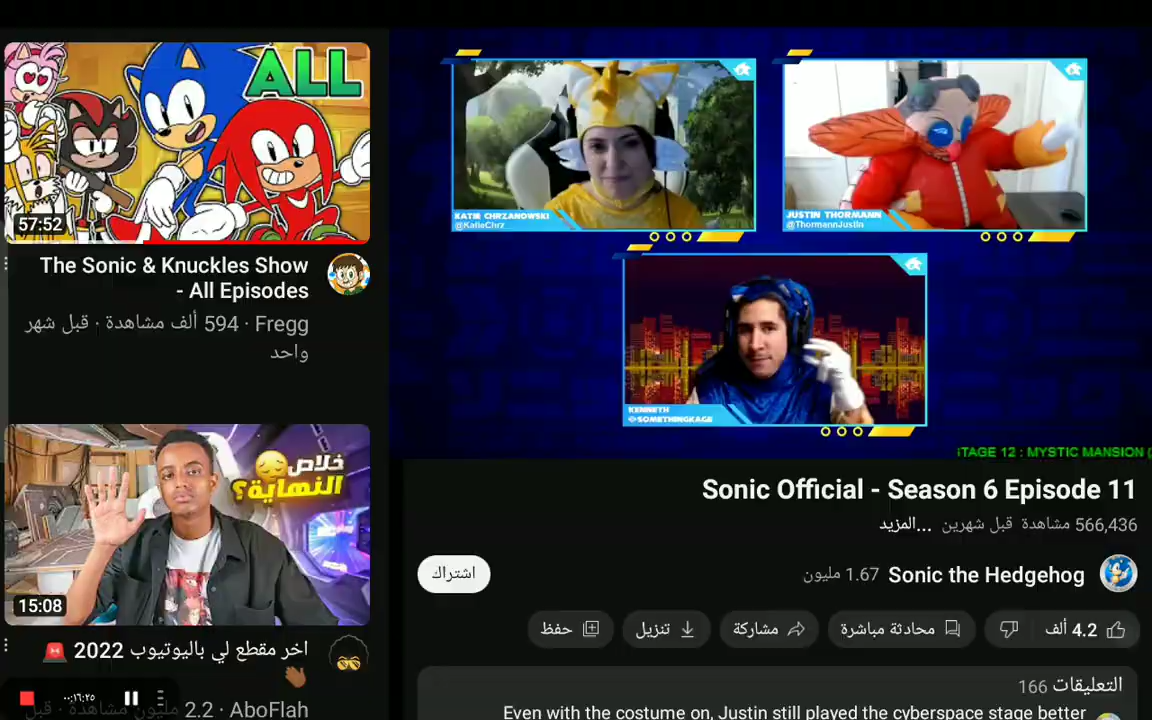 ALL
57:52
The Sonic & Knuckles Show
- All Episodes
Fregg · 594 ألف مشاهدة · قبل شهر
واحد
خلاص
النهاية؟
15:08
اخر مقطع لي باليوتيوب 2022 🚨
👋🏾
AboFlah · 2.2 مليون مشاهدة · قبل
٠٠:١٦:٢٥
KATIE CHRZANOWSKI
@KatieChrz
JUSTIN THORMANN
@ThormannJustin
KENNETH
@SOMETHINGKAGE
TAGE 12 : MYSTIC MANSION
Sonic Official - Season 6 Episode 11
566,436 مشاهدة قبل شهرين ...المزيد
Sonic the Hedgehog 1.67 مليون
اشتراك
4.2 ألف
محادثة مباشرة
مشاركة
تنزيل
حفظ
التعليقات 166
Even with the costume on, Justin still played the cyberspace stage better